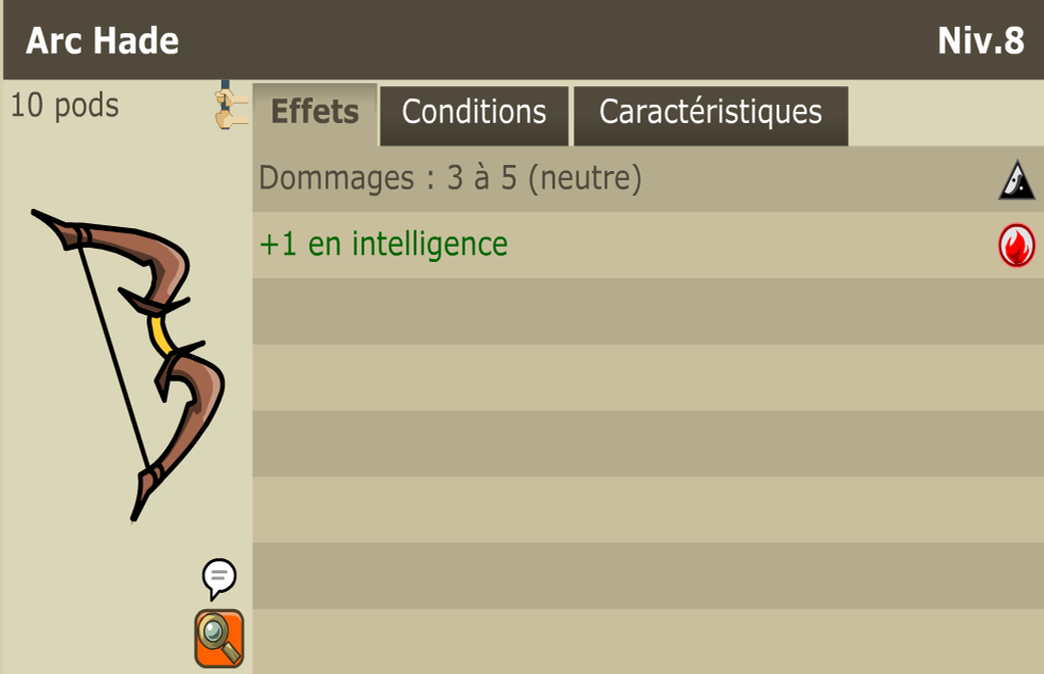 Arc Hade
Niv.8
10 pods
Effets
Conditions
Caractéristiques
Dommages : 3 à 5 (neutre)
+1 en intelligence